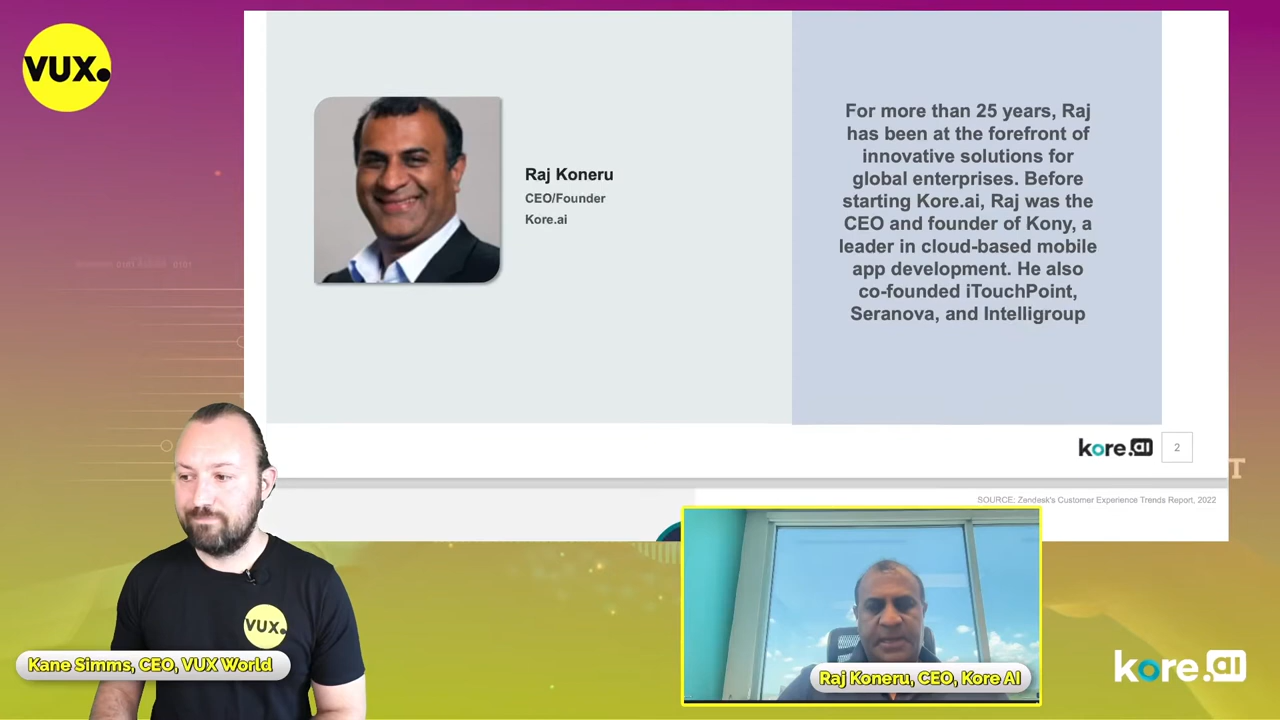 VUX.
Raj Koneru
CEO/Founder
Kore.ai
For more than 25 years, Raj
has been at the forefront of
innovative solutions for
global enterprises. Before
starting Kore.ai, Raj was the
CEO and founder of Kony, a
leader in cloud-based mobile
app development. He also
co-founded iTouchPoint,
Seranova, and Intelligroup
kore.ai
2
T
SOURCE: Zendesk's Customer Experience Trends Report, 2022
VUX.
Kane Simms, CEO, VUX World
Raj Koneru, CEO, Kore AI
kore.ai